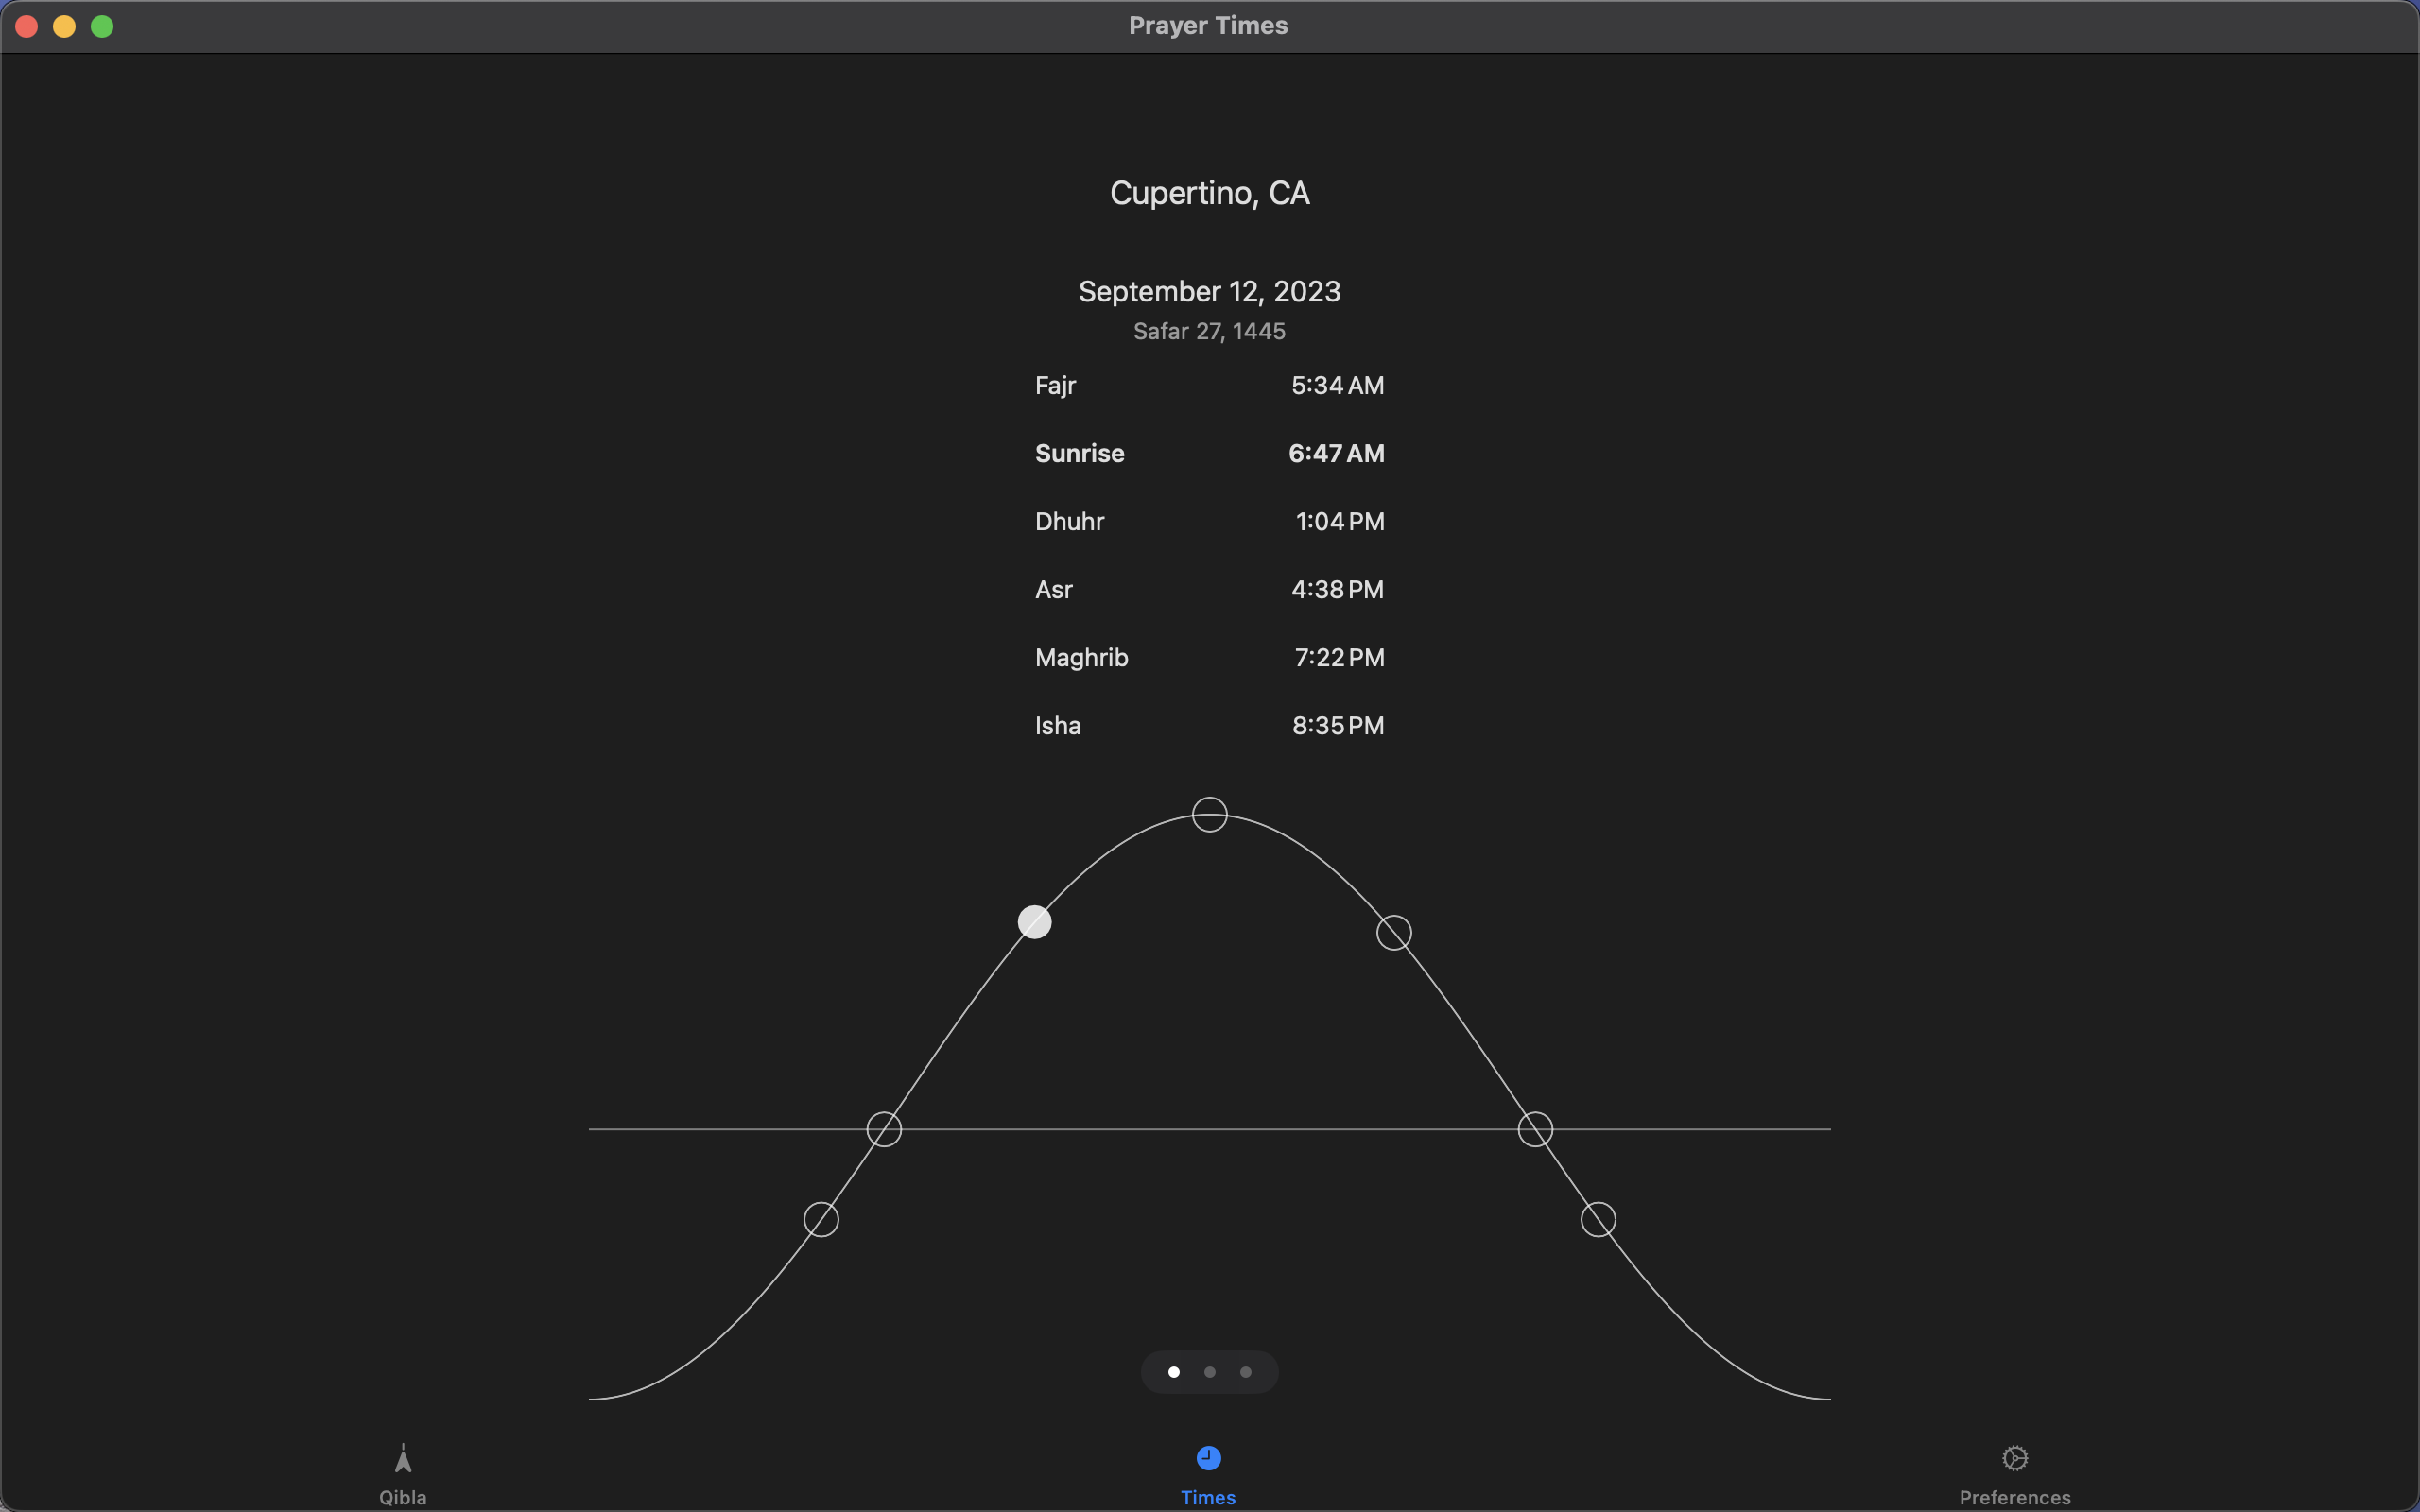 Prayer Times
Cupertino, CA
September 12, 2023
Safar 27, 1445
Fajr 5:34 AM
Sunrise 6:47 AM
Dhuhr 1:04 PM
Asr 4:38 PM
Maghrib 7:22 PM
Isha 8:35 PM
Qibla Times Preferences